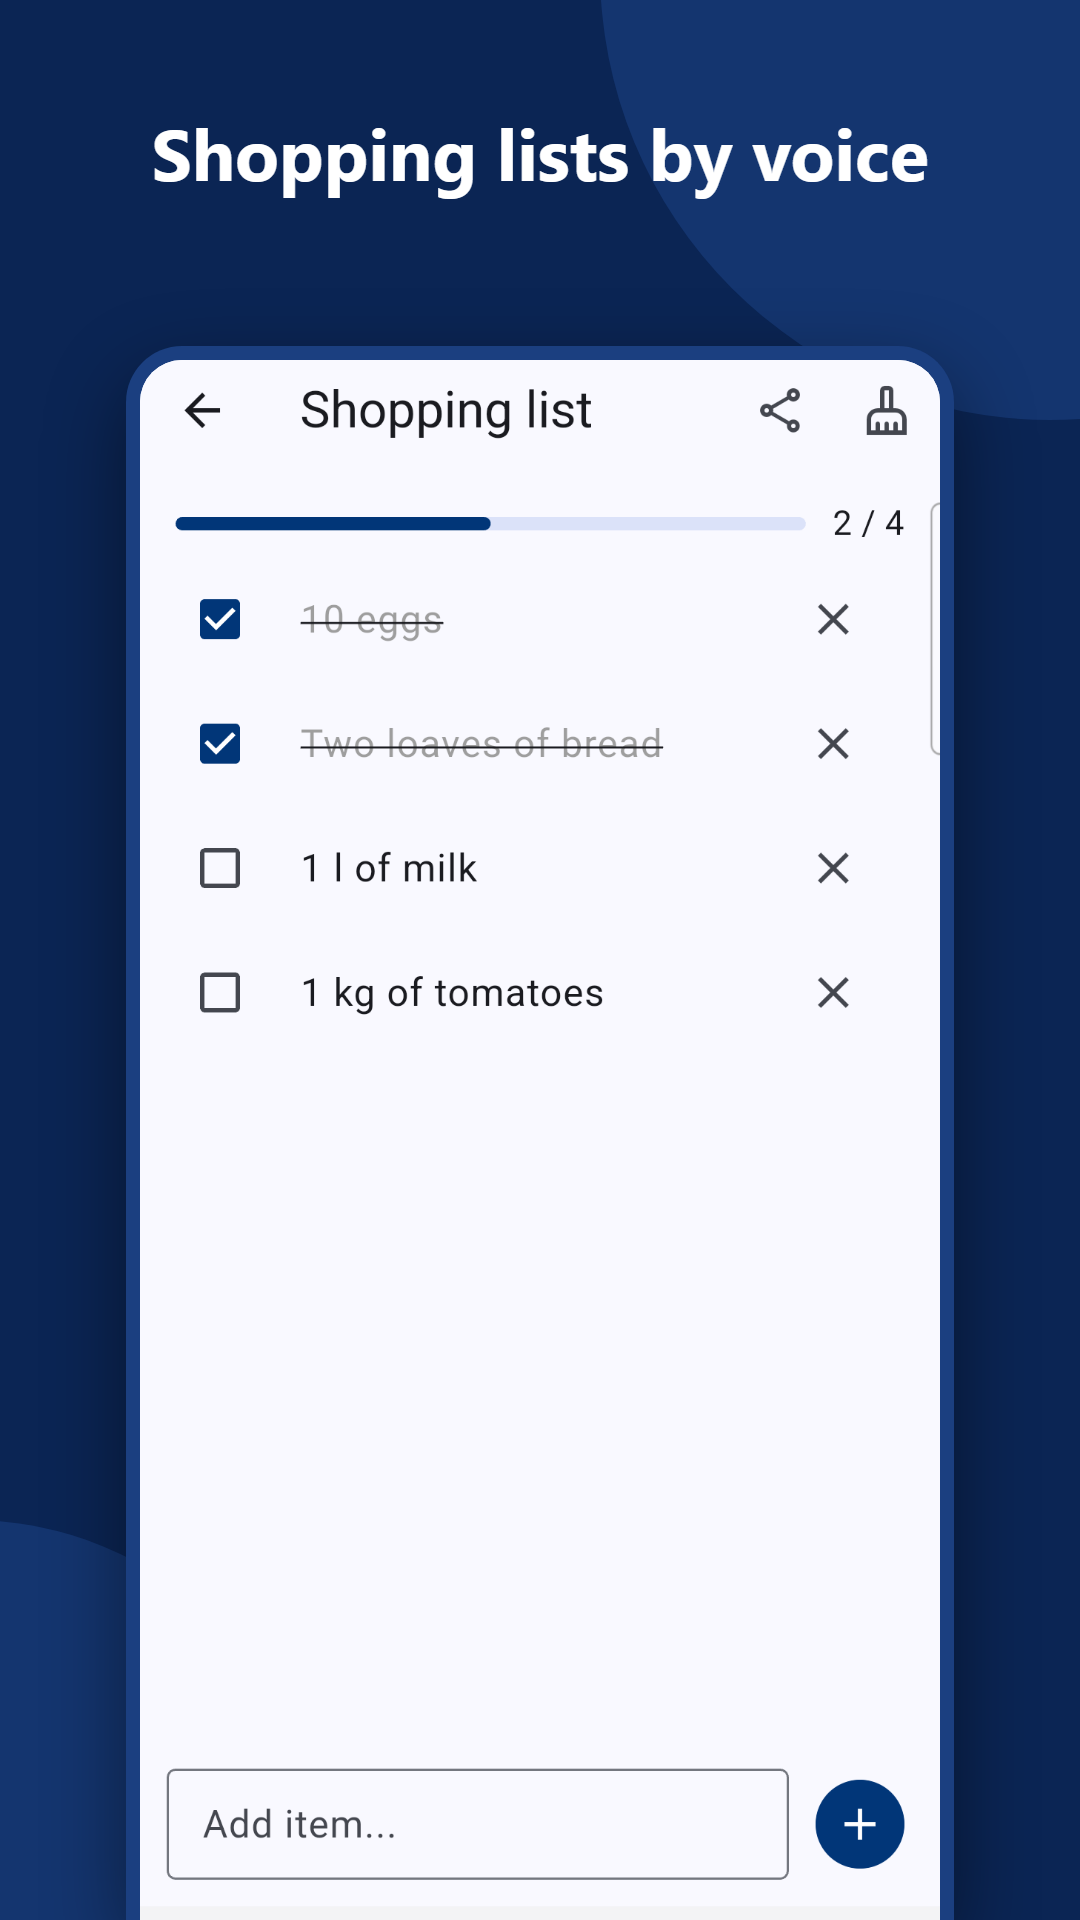 Shopping lists by voice
Shopping list
2 / 4
10 eggs
Two loaves of bread
1 l of milk
1 kg of tomatoes
Add item...